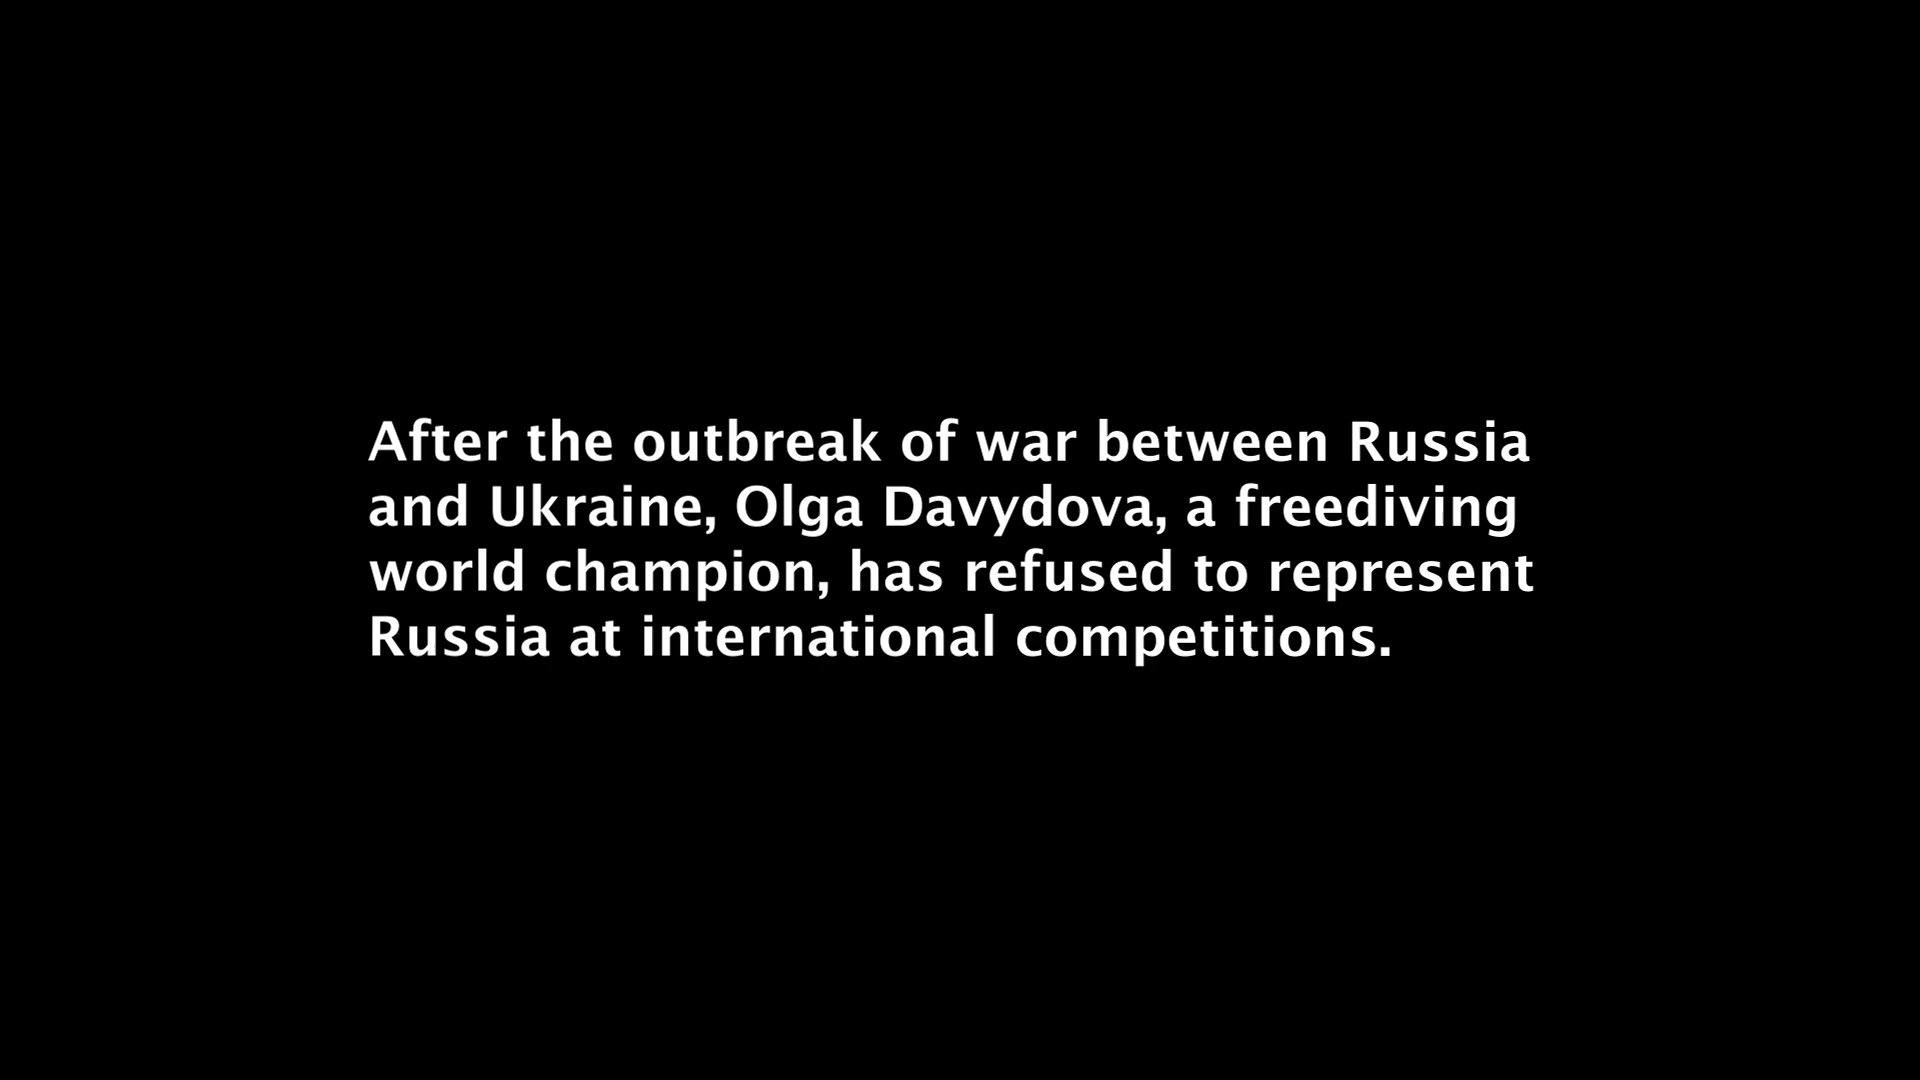 After the outbreak of war between Russia
and Ukraine, Olga Davydova, a freediving
world champion, has refused to represent
Russia at international competitions.